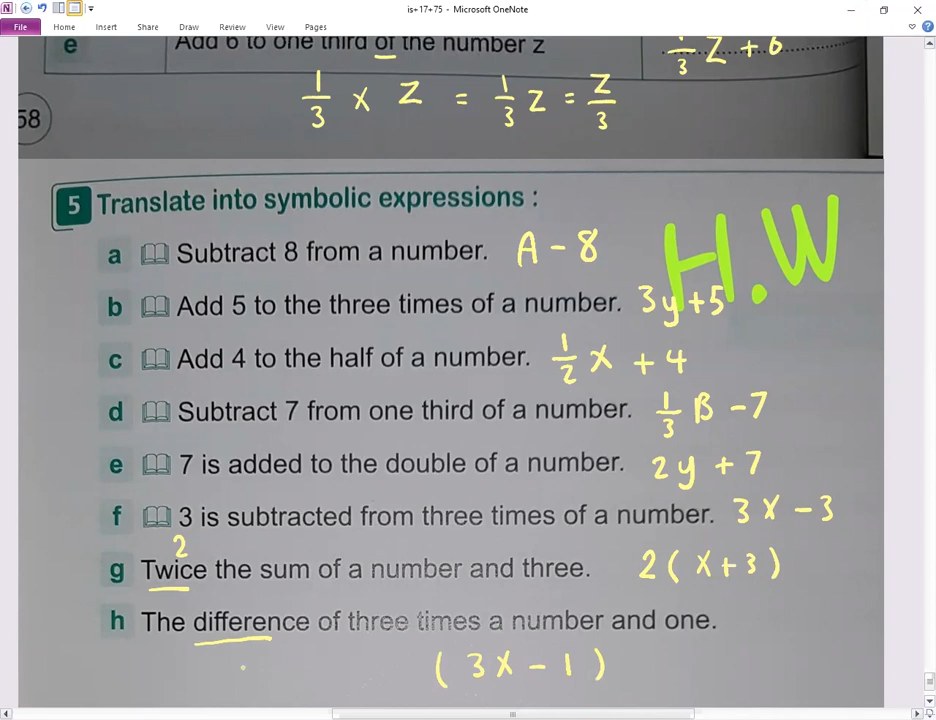 is+17+75 - Microsoft OneNote
File Home Insert Share Draw Review View Pages
e Add 6 to one third of the number z 1/3 Z + 6
1/3 x Z = 1/3 Z = Z/3
58
5 Translate into symbolic expressions :
H.W
a Subtract 8 from a number. A - 8
b Add 5 to the three times of a number. 3y+5
c Add 4 to the half of a number. 1/2 X + 4
d Subtract 7 from one third of a number. 1/3 B - 7
e 7 is added to the double of a number. 2y + 7
f 3 is subtracted from three times of a number. 3X - 3
2
g Twice the sum of a number and three. 2(X+3)
h The difference of three times a number and one.
(3X - 1)